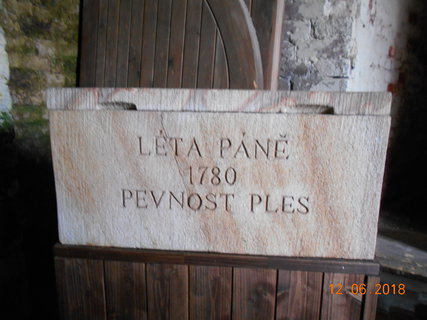 LÉTA PÁNĚ
1780
PEVNOST PLES
12.06.2018